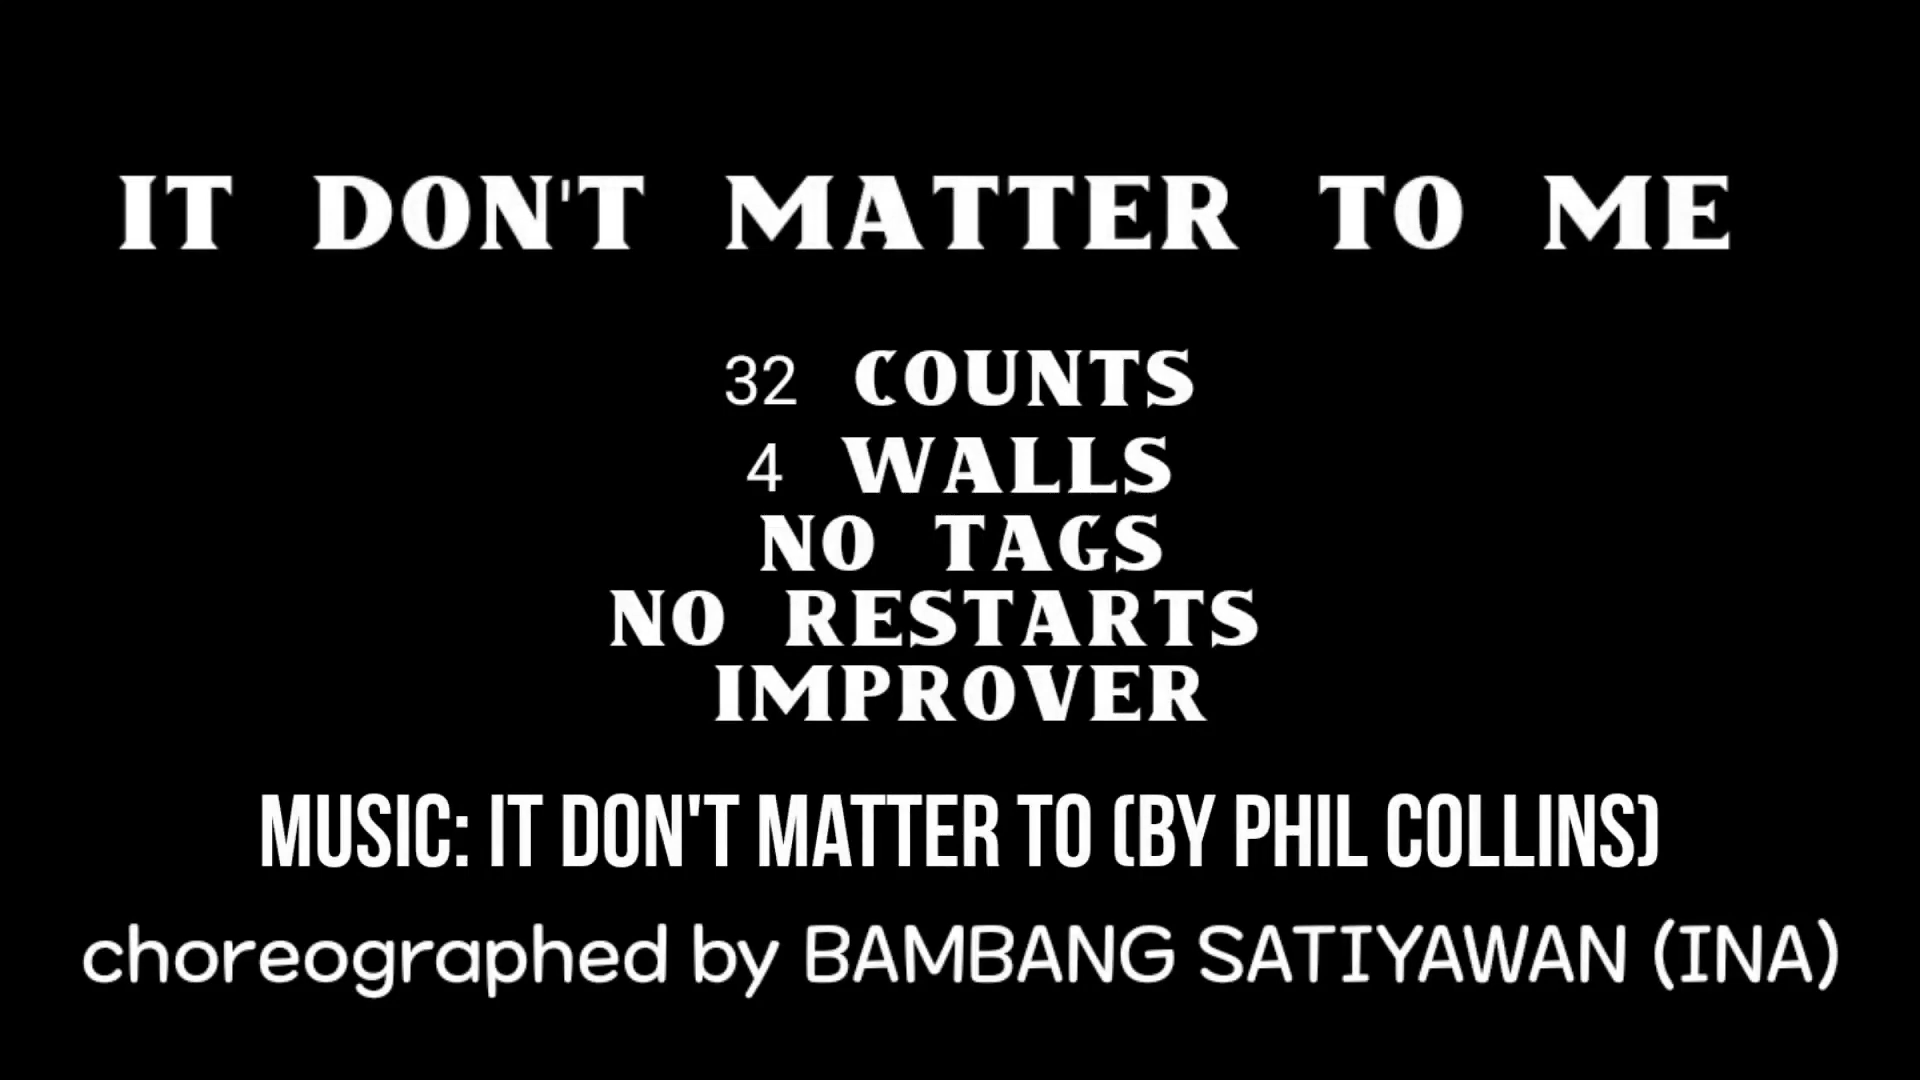 IT DON'T MATTER TO ME
32 COUNTS
4 WALLS
NO TAGS
NO RESTARTS
IMPROVER
MUSIC: IT DON'T MATTER TO (BY PHIL COLLINS)
choreographed by BAMBANG SATIYAWAN (INA)